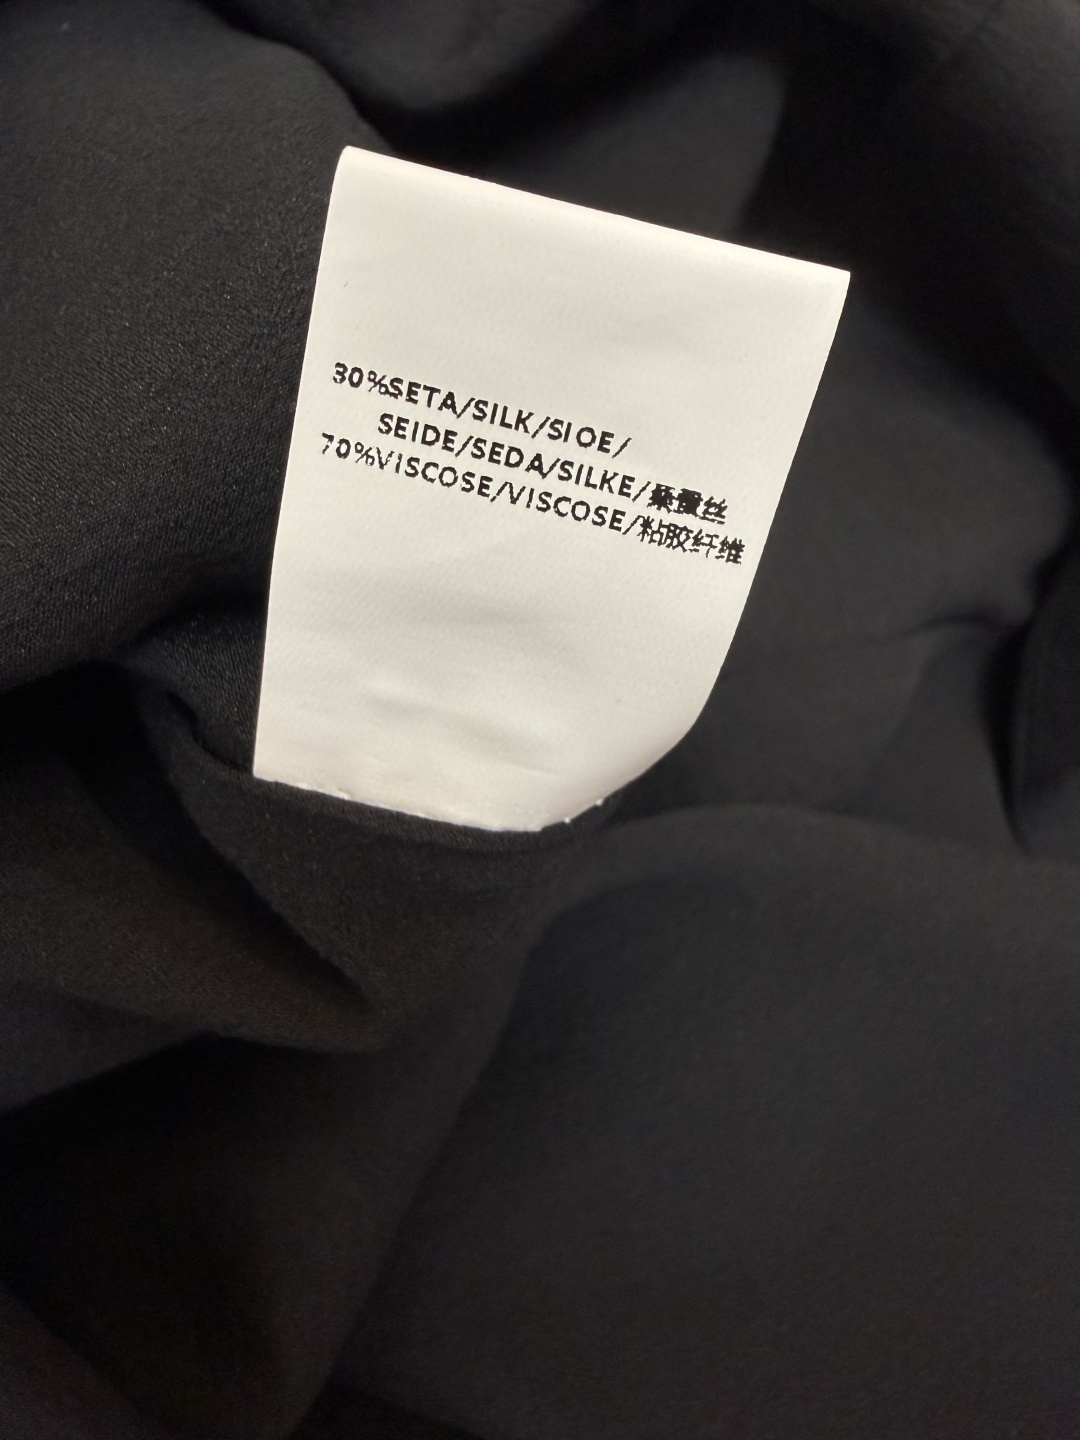 30%SETA/SILK/SIOE/
SEIDE/SEDA/SILKE/桑蚕丝
70%VISCOSE/VISCOSE/粘胶纤维